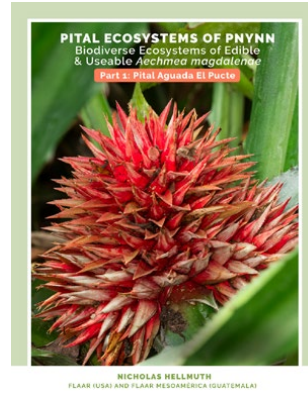 PITAL ECOSYSTEMS OF PNYNN
Biodiverse Ecosystems of Edible
& Useable Aechmea magdalenae
Part 1: Pital Aguada El Pucte
NICHOLAS HELLMUTH
FLAAR (USA) AND FLAAR MESOAMÉRICA (GUATEMALA)